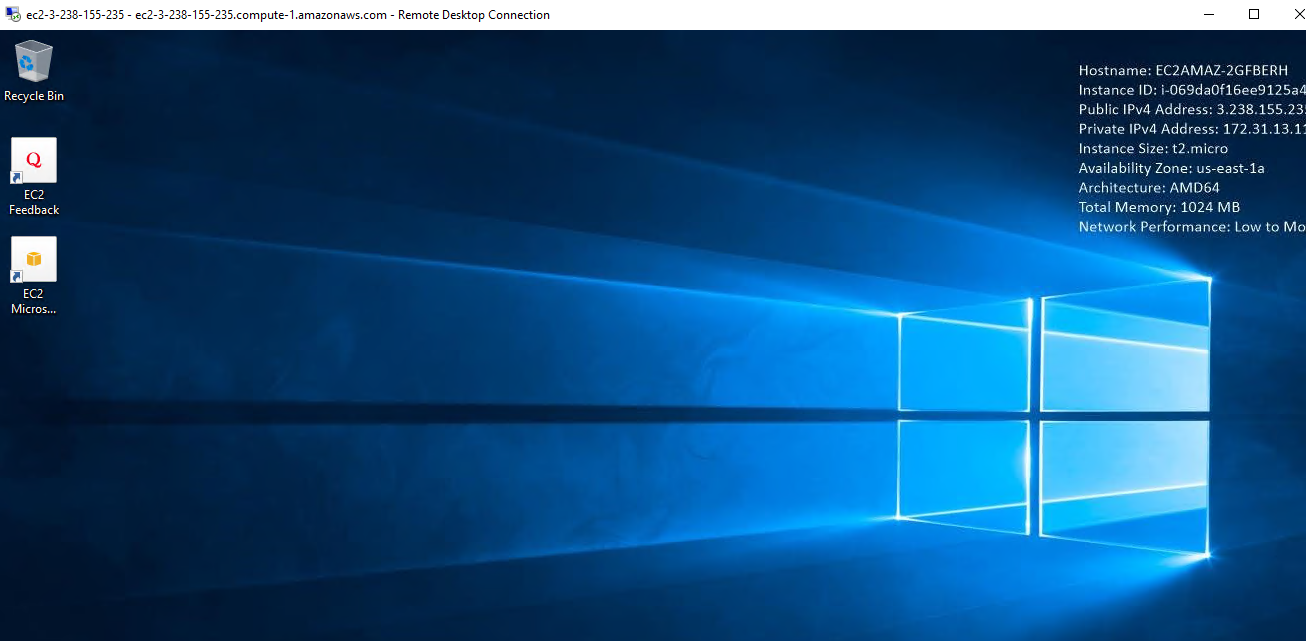 ec2-3-238-155-235 - ec2-3-238-155-235.compute-1.amazonaws.com - Remote Desktop Connection
Recycle Bin
Q
EC2
Feedback
EC2
Micros...
Hostname: EC2AMAZ-2GFBERH
Instance ID: i-069da0f16ee9125a4
Public IPv4 Address: 3.238.155.235
Private IPv4 Address: 172.31.13.11
Instance Size: t2.micro
Availability Zone: us-east-1a
Architecture: AMD64
Total Memory: 1024 MB
Network Performance: Low to Mo